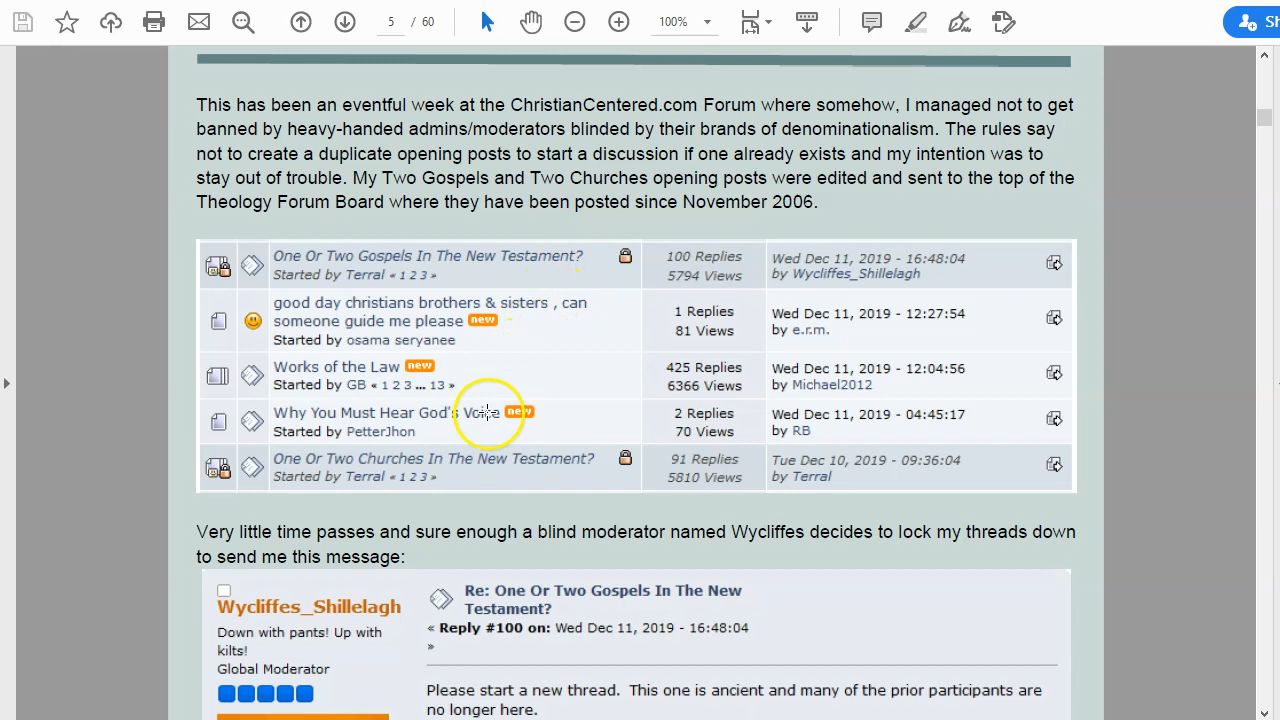 5 / 60
100%
This has been an eventful week at the ChristianCentered.com Forum where somehow, I managed not to get
banned by heavy-handed admins/moderators blinded by their brands of denominationalism. The rules say
not to create a duplicate opening posts to start a discussion if one already exists and my intention was to
stay out of trouble. My Two Gospels and Two Churches opening posts were edited and sent to the top of the
Theology Forum Board where they have been posted since November 2006.
One Or Two Gospels In The New Testament?
Started by Terral « 1 2 3 »
100 Replies
5794 Views
Wed Dec 11, 2019 - 16:48:04
by Wycliffes_Shillelagh
good day christians brothers & sisters , can
someone guide me please new
Started by osama seryanee
1 Replies
81 Views
Wed Dec 11, 2019 - 12:27:54
by e.r.m.
Works of the Law new
Started by GB « 1 2 3 ... 13 »
425 Replies
6366 Views
Wed Dec 11, 2019 - 12:04:56
by Michael2012
Why You Must Hear God's Voice new
Started by PetterJhon
2 Replies
70 Views
Wed Dec 11, 2019 - 04:45:17
by RB
One Or Two Churches In The New Testament?
Started by Terral « 1 2 3 »
91 Replies
5810 Views
Tue Dec 10, 2019 - 09:36:04
by Terral
Very little time passes and sure enough a blind moderator named Wycliffes decides to lock my threads down
to send me this message:
Wycliffes_Shillelagh
Down with pants! Up with
kilts!
Global Moderator
Re: One Or Two Gospels In The New
Testament?
« Reply #100 on: Wed Dec 11, 2019 - 16:48:04
»
Please start a new thread.  This one is ancient and many of the prior participants are
no longer here.